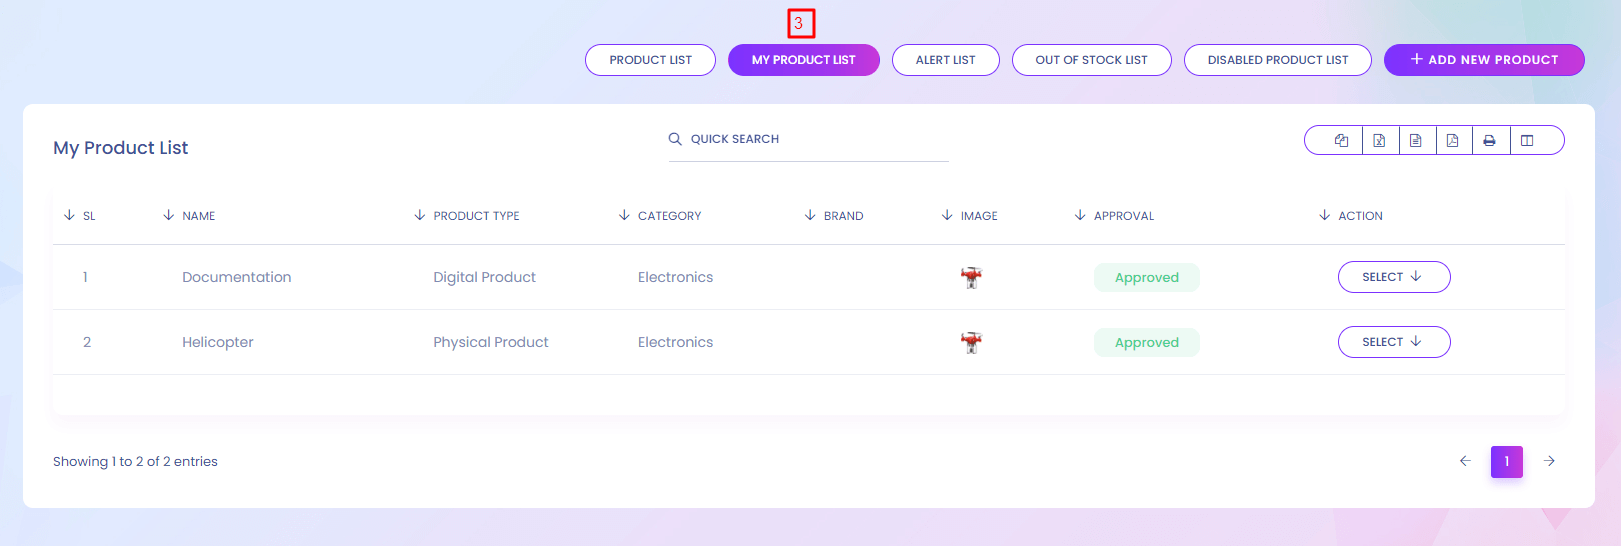 3
PRODUCT LIST MY PRODUCT LIST ALERT LIST OUT OF STOCK LIST DISABLED PRODUCT LIST + ADD NEW PRODUCT
My Product List QUICK SEARCH
SL NAME PRODUCT TYPE CATEGORY BRAND IMAGE APPROVAL ACTION
1 Documentation Digital Product Electronics Approved SELECT
2 Helicopter Physical Product Electronics Approved SELECT
Showing 1 to 2 of 2 entries 1